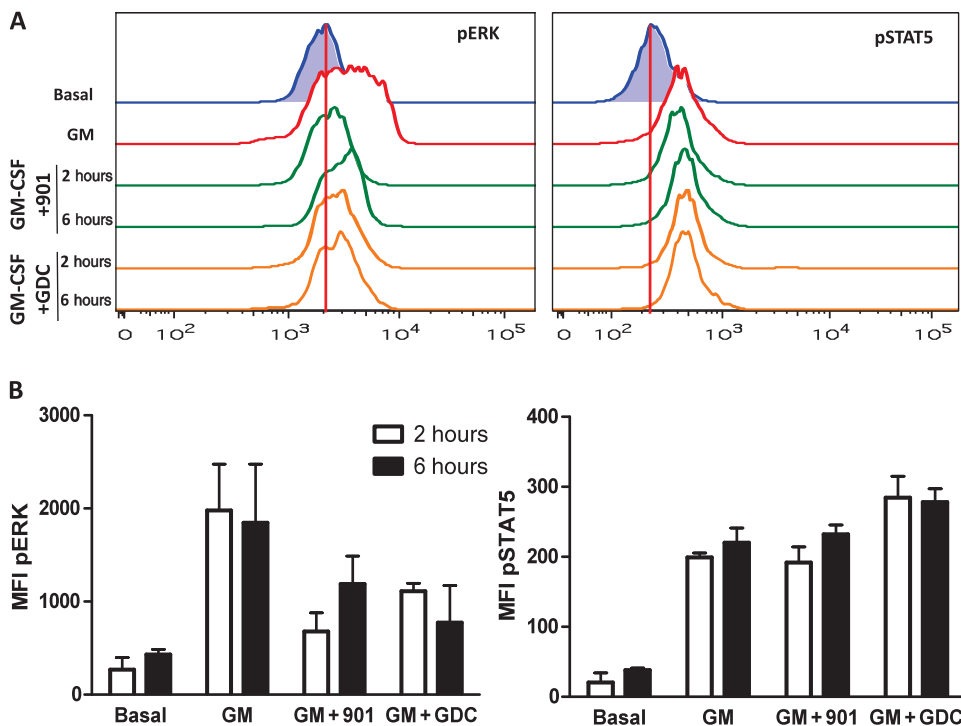 A
pERK
pSTAT5
Basal
GM
GM-CSF
+901
2 hours
6 hours
GM-CSF
+GDC
2 hours
6 hours
0 10² 10³ 10⁴ 10⁵
0 10² 10³ 10⁴ 10⁵
B
MFI pERK
3000
2000
1000
0
2 hours
6 hours
Basal GM GM + 901 GM + GDC
MFI pSTAT5
400
300
200
100
0
Basal GM GM + 901 GM + GDC